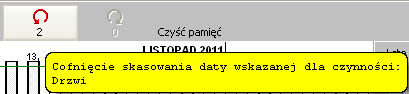 2 0 Czyść pamięć
LISTOPAD 2011
13
Cofnięcie skasowania daty wskazanej dla czynności:
Drzwi